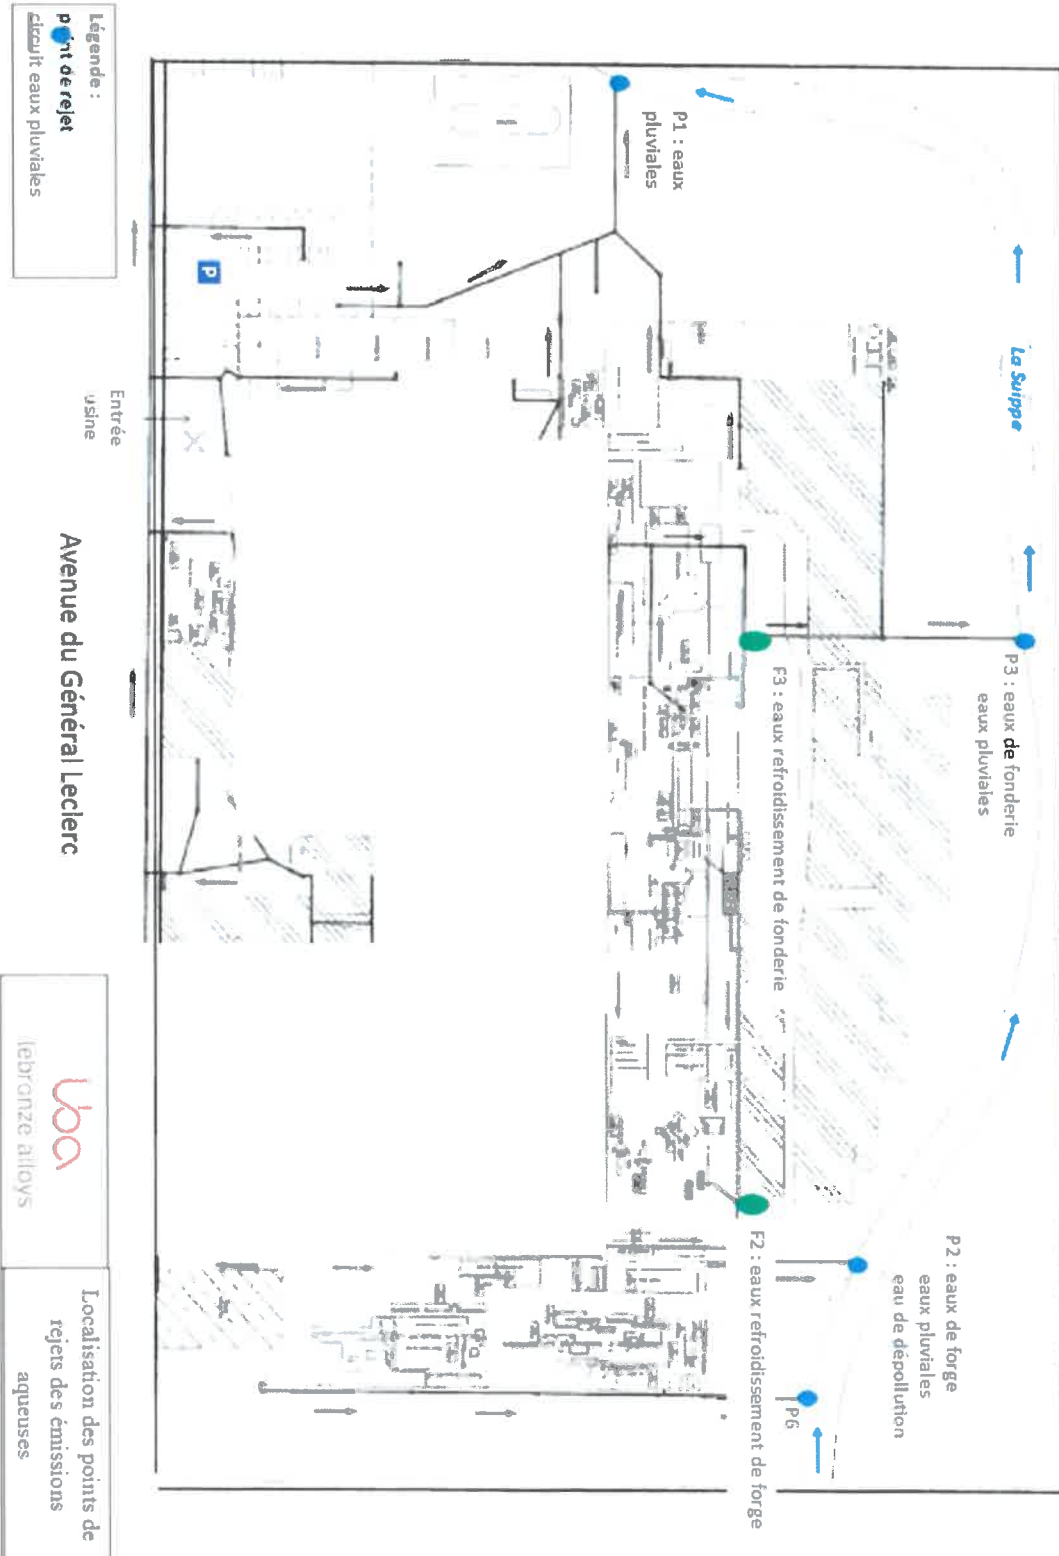 P1 : eaux
pluviales
La Suippe
P3 : eaux de fonderie
eaux pluviales
F3 : eaux refroidissement de fonderie
P2 : eaux de forge
eaux pluviales
eau de dépollution
F2 : eaux refroidissement de forge
P6
P
Entrée
usine
Avenue du Général Leclerc
Légende :
point de rejet
circuit eaux pluviales
lba
lebronze alloys
Localisation des points de
rejets des émissions
aqueuses